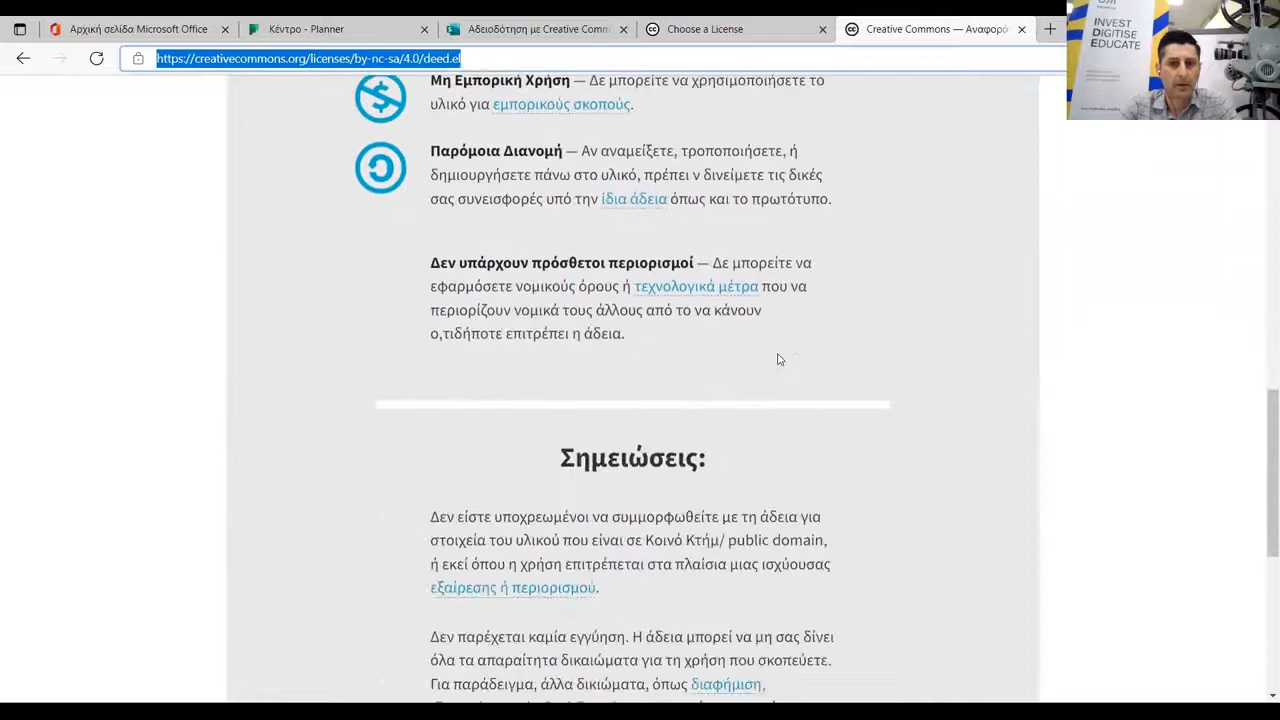 Αρχική σελίδα Microsoft Office
Κέντρο - Planner
Αδειοδότηση με Creative Com
Choose a License
Creative Commons — Αναφορά
https://creativecommons.org/licenses/by-nc-sa/4.0/deed.el
INVEST
DIGITISE
EDUCATE
Μη Εμπορική Χρήση — Δε μπορείτε να χρησιμοποιήσετε το
υλικό για εμπορικούς σκοπούς.
Παρόμοια Διανομή — Αν αναμείξετε, τροποποιήσετε, ή
δημιουργήσετε πάνω στο υλικό, πρέπει ν δινείμετε τις δικές
σας συνεισφορές υπό την ίδια άδεια όπως και το πρωτότυπο.
Δεν υπάρχουν πρόσθετοι περιορισμοί — Δε μπορείτε να
εφαρμόσετε νομικούς όρους ή τεχνολογικά μέτρα που να
περιορίζουν νομικά τους άλλους από το να κάνουν
ο,τιδήποτε επιτρέπει η άδεια.
Σημειώσεις:
Δεν είστε υποχρεωμένοι να συμμορφωθείτε με τη άδεια για
στοιχεία του υλικού που είναι σε Κοινό Κτήμ/ public domain,
ή εκεί όπου η χρήση επιτρέπεται στα πλαίσια μιας ισχύουσας
εξαίρεσης ή περιορισμού.
Δεν παρέχεται καμία εγγύηση. Η άδεια μπορεί να μη σας δίνει
όλα τα απαραίτητα δικαιώματα για τη χρήση που σκοπεύετε.
Για παράδειγμα, άλλα δικιώματα, όπως διαφήμιση,